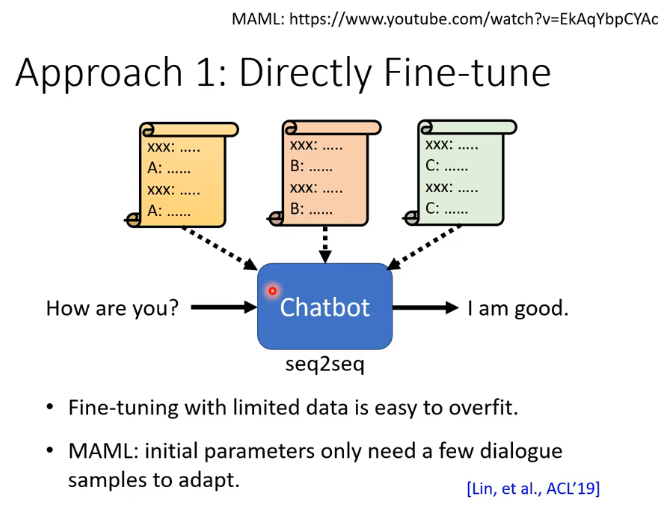 MAML: https://www.youtube.com/watch?v=EkAqYbpCYAc
Approach 1: Directly Fine-tune
xxx: .....
A: ......
xxx: .....
A: ......
xxx: .....
B: ......
xxx: .....
B: ......
xxx: .....
C: ......
xxx: .....
C: ......
How are you?
Chatbot
I am good.
seq2seq
• Fine-tuning with limited data is easy to overfit.
• MAML: initial parameters only need a few dialogue
samples to adapt.
[Lin, et al., ACL’19]